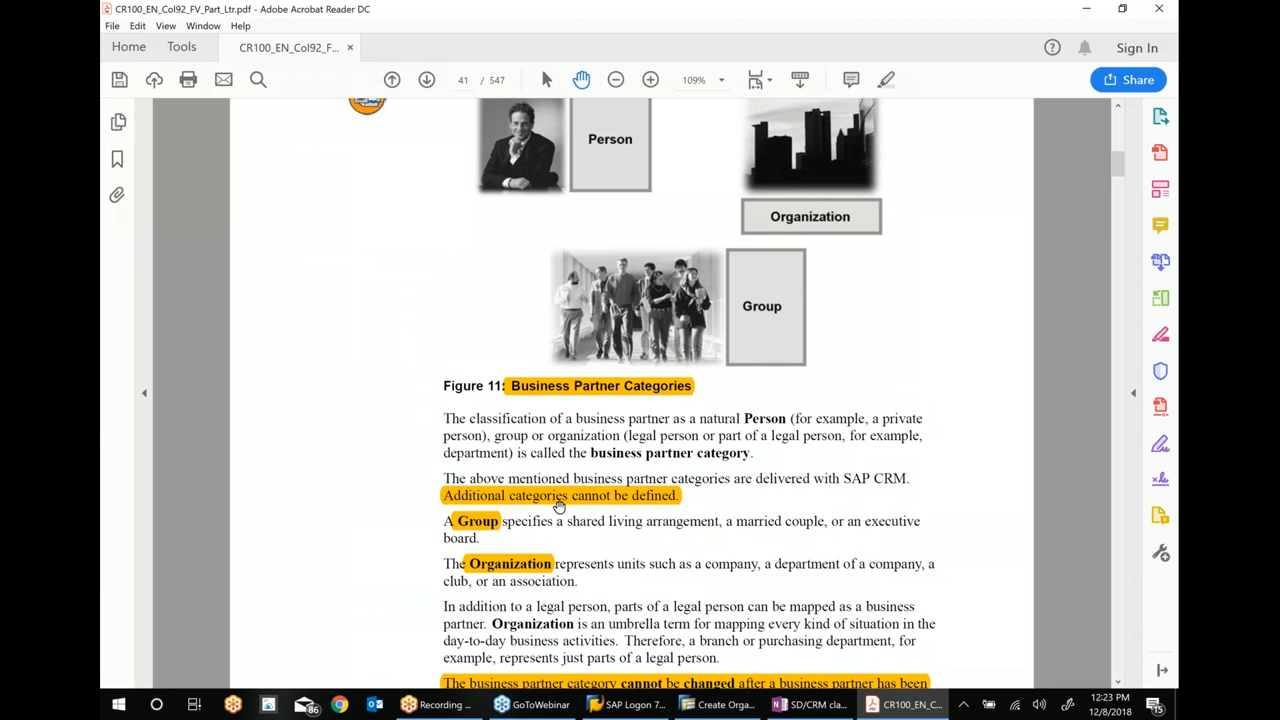 CR100_EN_Col92_FV_Part_Ltr.pdf - Adobe Acrobat Reader DC
File Edit View Window Help
Home Tools CR100_EN_Col92_F... × Sign In
41 / 547 109% Share
Person
Organization
Group
Figure 11: Business Partner Categories
The classification of a business partner as a natural Person (for example, a private
person), group or organization (legal person or part of a legal person, for example,
department) is called the business partner category.
The above mentioned business partner categories are delivered with SAP CRM.
Additional categories cannot be defined.
A Group specifies a shared living arrangement, a married couple, or an executive
board.
The Organization represents units such as a company, a department of a company, a
club, or an association.
In addition to a legal person, parts of a legal person can be mapped as a business
partner. Organization is an umbrella term for mapping every kind of situation in the
day-to-day business activities. Therefore, a branch or purchasing department, for
example, represents just parts of a legal person.
The business partner category cannot be changed after a business partner has been
86 Recording ... GoToWebinar SAP Logon 7... Create Orga... SD/CRM cla... CR100_EN_C... 12:23 PM
12/8/2018 15